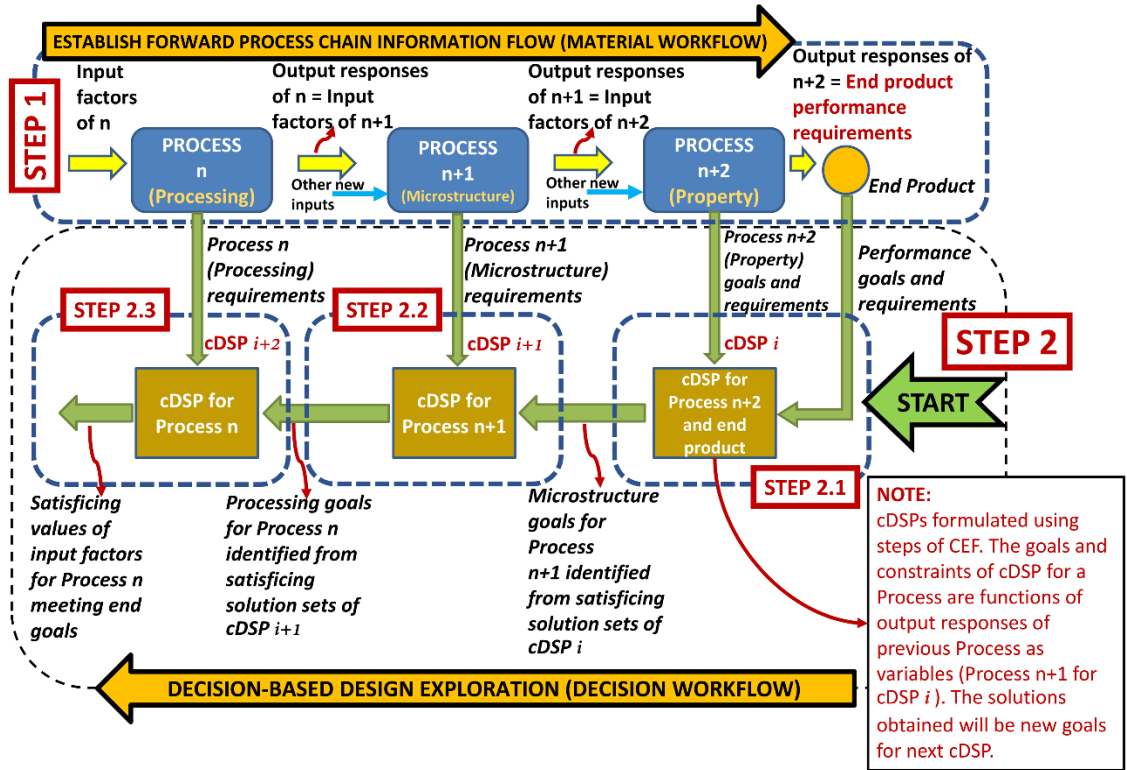 ESTABLISH FORWARD PROCESS CHAIN INFORMATION FLOW (MATERIAL WORKFLOW)
STEP 1
Input
factors
of n
Output responses
of n = Input
factors of n+1
Output responses
of n+1 = Input
factors of n+2
Output responses of
n+2 = End product
performance
requirements
PROCESS
n
(Processing)
Other new
inputs
PROCESS
n+1
(Microstructure)
Other new
inputs
PROCESS
n+2
(Property)
End Product
Process n
(Processing)
requirements
Process n+1
(Microstructure)
requirements
Process n+2
(Property)
goals and
requirements
Performance
goals and
requirements
STEP 2
START
STEP 2.3
cDSP i+2
cDSP for
Process n
STEP 2.2
cDSP i+1
cDSP for
Process n+1
cDSP i
cDSP for
Process n+2
and end
product
STEP 2.1
Satisficing
values of
input factors
for Process n
meeting end
goals
Processing goals
for Process n
identified from
satisficing
solution sets of
cDSP i+1
Microstructure
goals for
Process
n+1 identified
from satisficing
solution sets of
cDSP i
NOTE:
cDSPs formulated using
steps of CEF. The goals and
constraints of cDSP for a
Process are functions of
output responses of
previous Process as
variables (Process n+1 for
cDSP i ). The solutions
obtained will be new goals
for next cDSP.
DECISION-BASED DESIGN EXPLORATION (DECISION WORKFLOW)